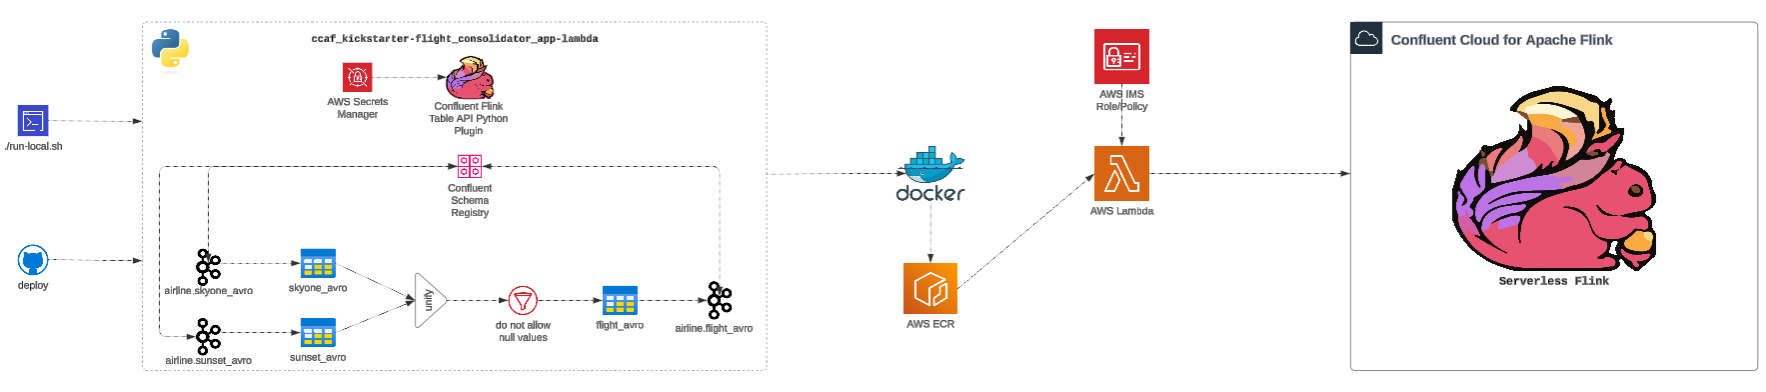 ccaf_kickstarter-flight_consolidator_app-lambda
AWS Secrets
Manager
Confluent Flink
Table API Python
Plugin
./run-local.sh
Confluent
Schema
Registry
deploy
airline.skyone_avro
skyone_avro
airline.sunset_avro
sunset_avro
unify
do not allow
null values
flight_avro
airline.flight_avro
docker
AWS ECR
AWS IMS
Role/Policy
AWS Lambda
Confluent Cloud for Apache Flink
Serverless Flink